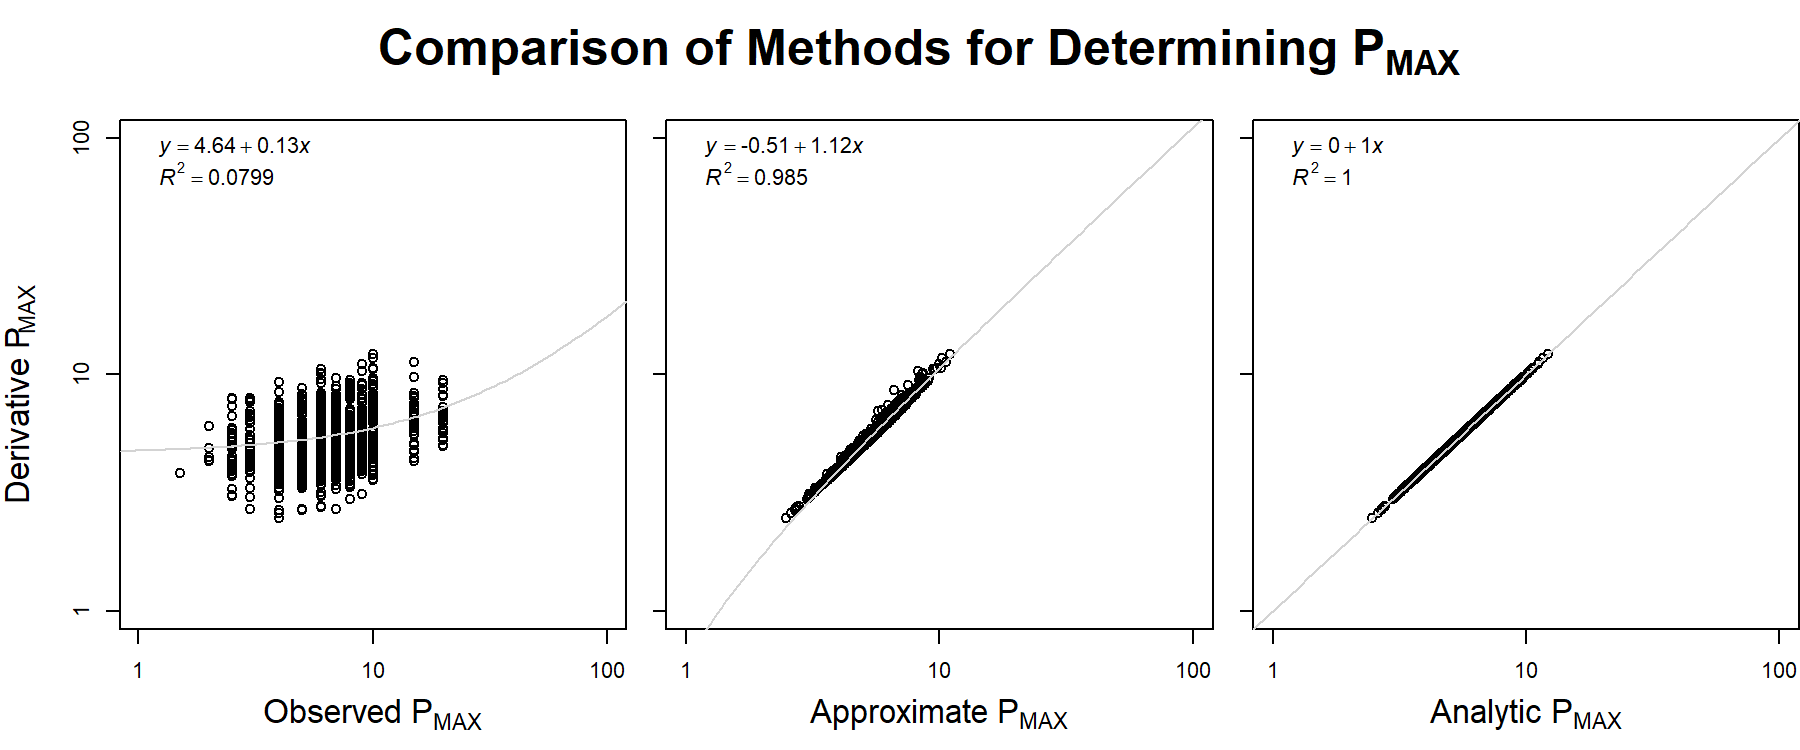 Comparison of Methods for Determining PMAX
y = 4.64 + 0.13x
R² = 0.0799
y = -0.51 + 1.12x
R² = 0.985
y = 0 + 1x
R² = 1
Derivative PMAX
100
10
1
1 10 100
1 10 100
1 10 100
Observed PMAX
Approximate PMAX
Analytic PMAX